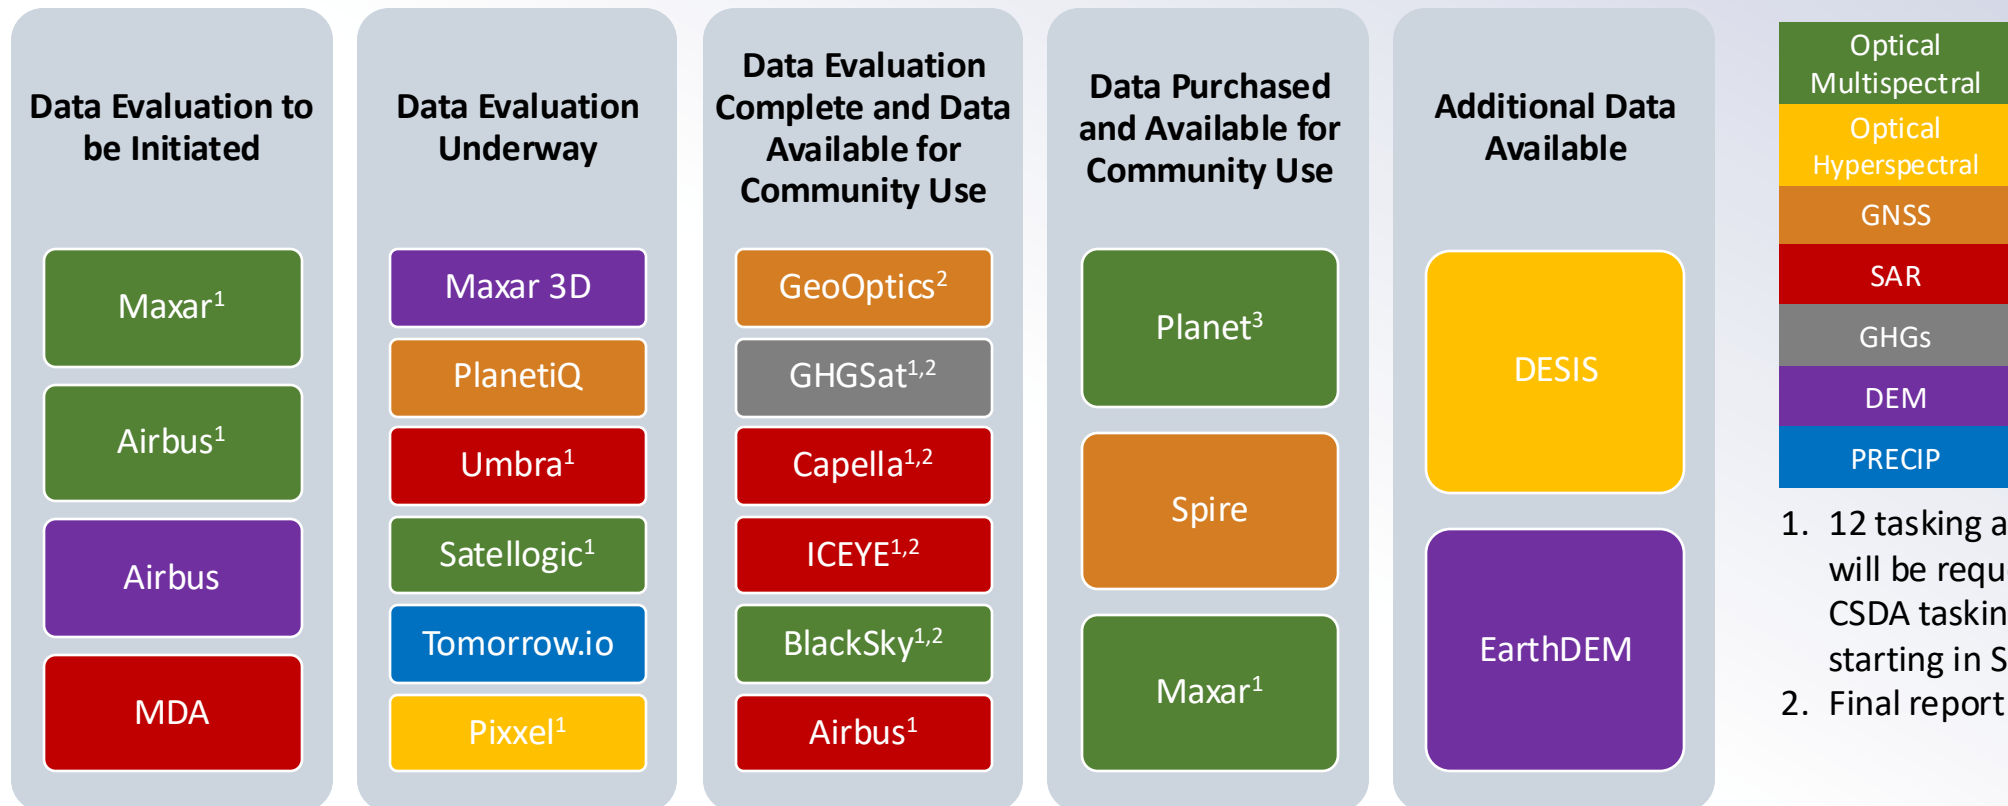 Data Evaluation to
be Initiated
Maxar¹
Airbus¹
Airbus
MDA
Data Evaluation
Underway
Maxar 3D
PlanetiQ
Umbra¹
Satellogic¹
Tomorrow.io
Pixxel¹
Data Evaluation
Complete and Data
Available for
Community Use
GeoOptics²
GHGSat¹,²
Capella¹,²
ICEYE¹,²
BlackSky¹,²
Airbus¹
Data Purchased
and Available for
Community Use
Planet³
Spire
Maxar¹
Additional Data
Available
DESIS
EarthDEM
Optical
Multispectral
Optical
Hyperspectral
GNSS
SAR
GHGs
DEM
PRECIP
1. 12 tasking
will be
CSDA
starting in
2. Final report